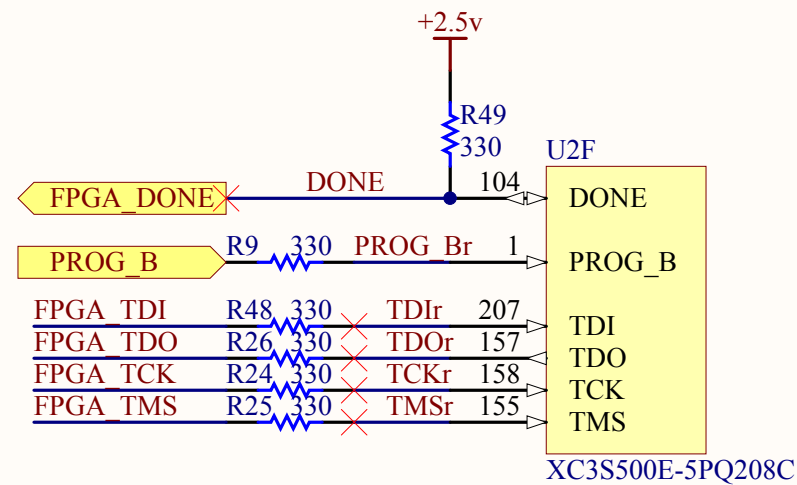 +2.5v
R49
330
U2F
FPGA_DONE DONE 104 DONE
PROG_B R9 330 PROG_Br 1 PROG_B
FPGA_TDI R48 330 TDIr 207 TDI
FPGA_TDO R26 330 TDOr 157 TDO
FPGA_TCK R24 330 TCKr 158 TCK
FPGA_TMS R25 330 TMSr 155 TMS
XC3S500E-5PQ208C